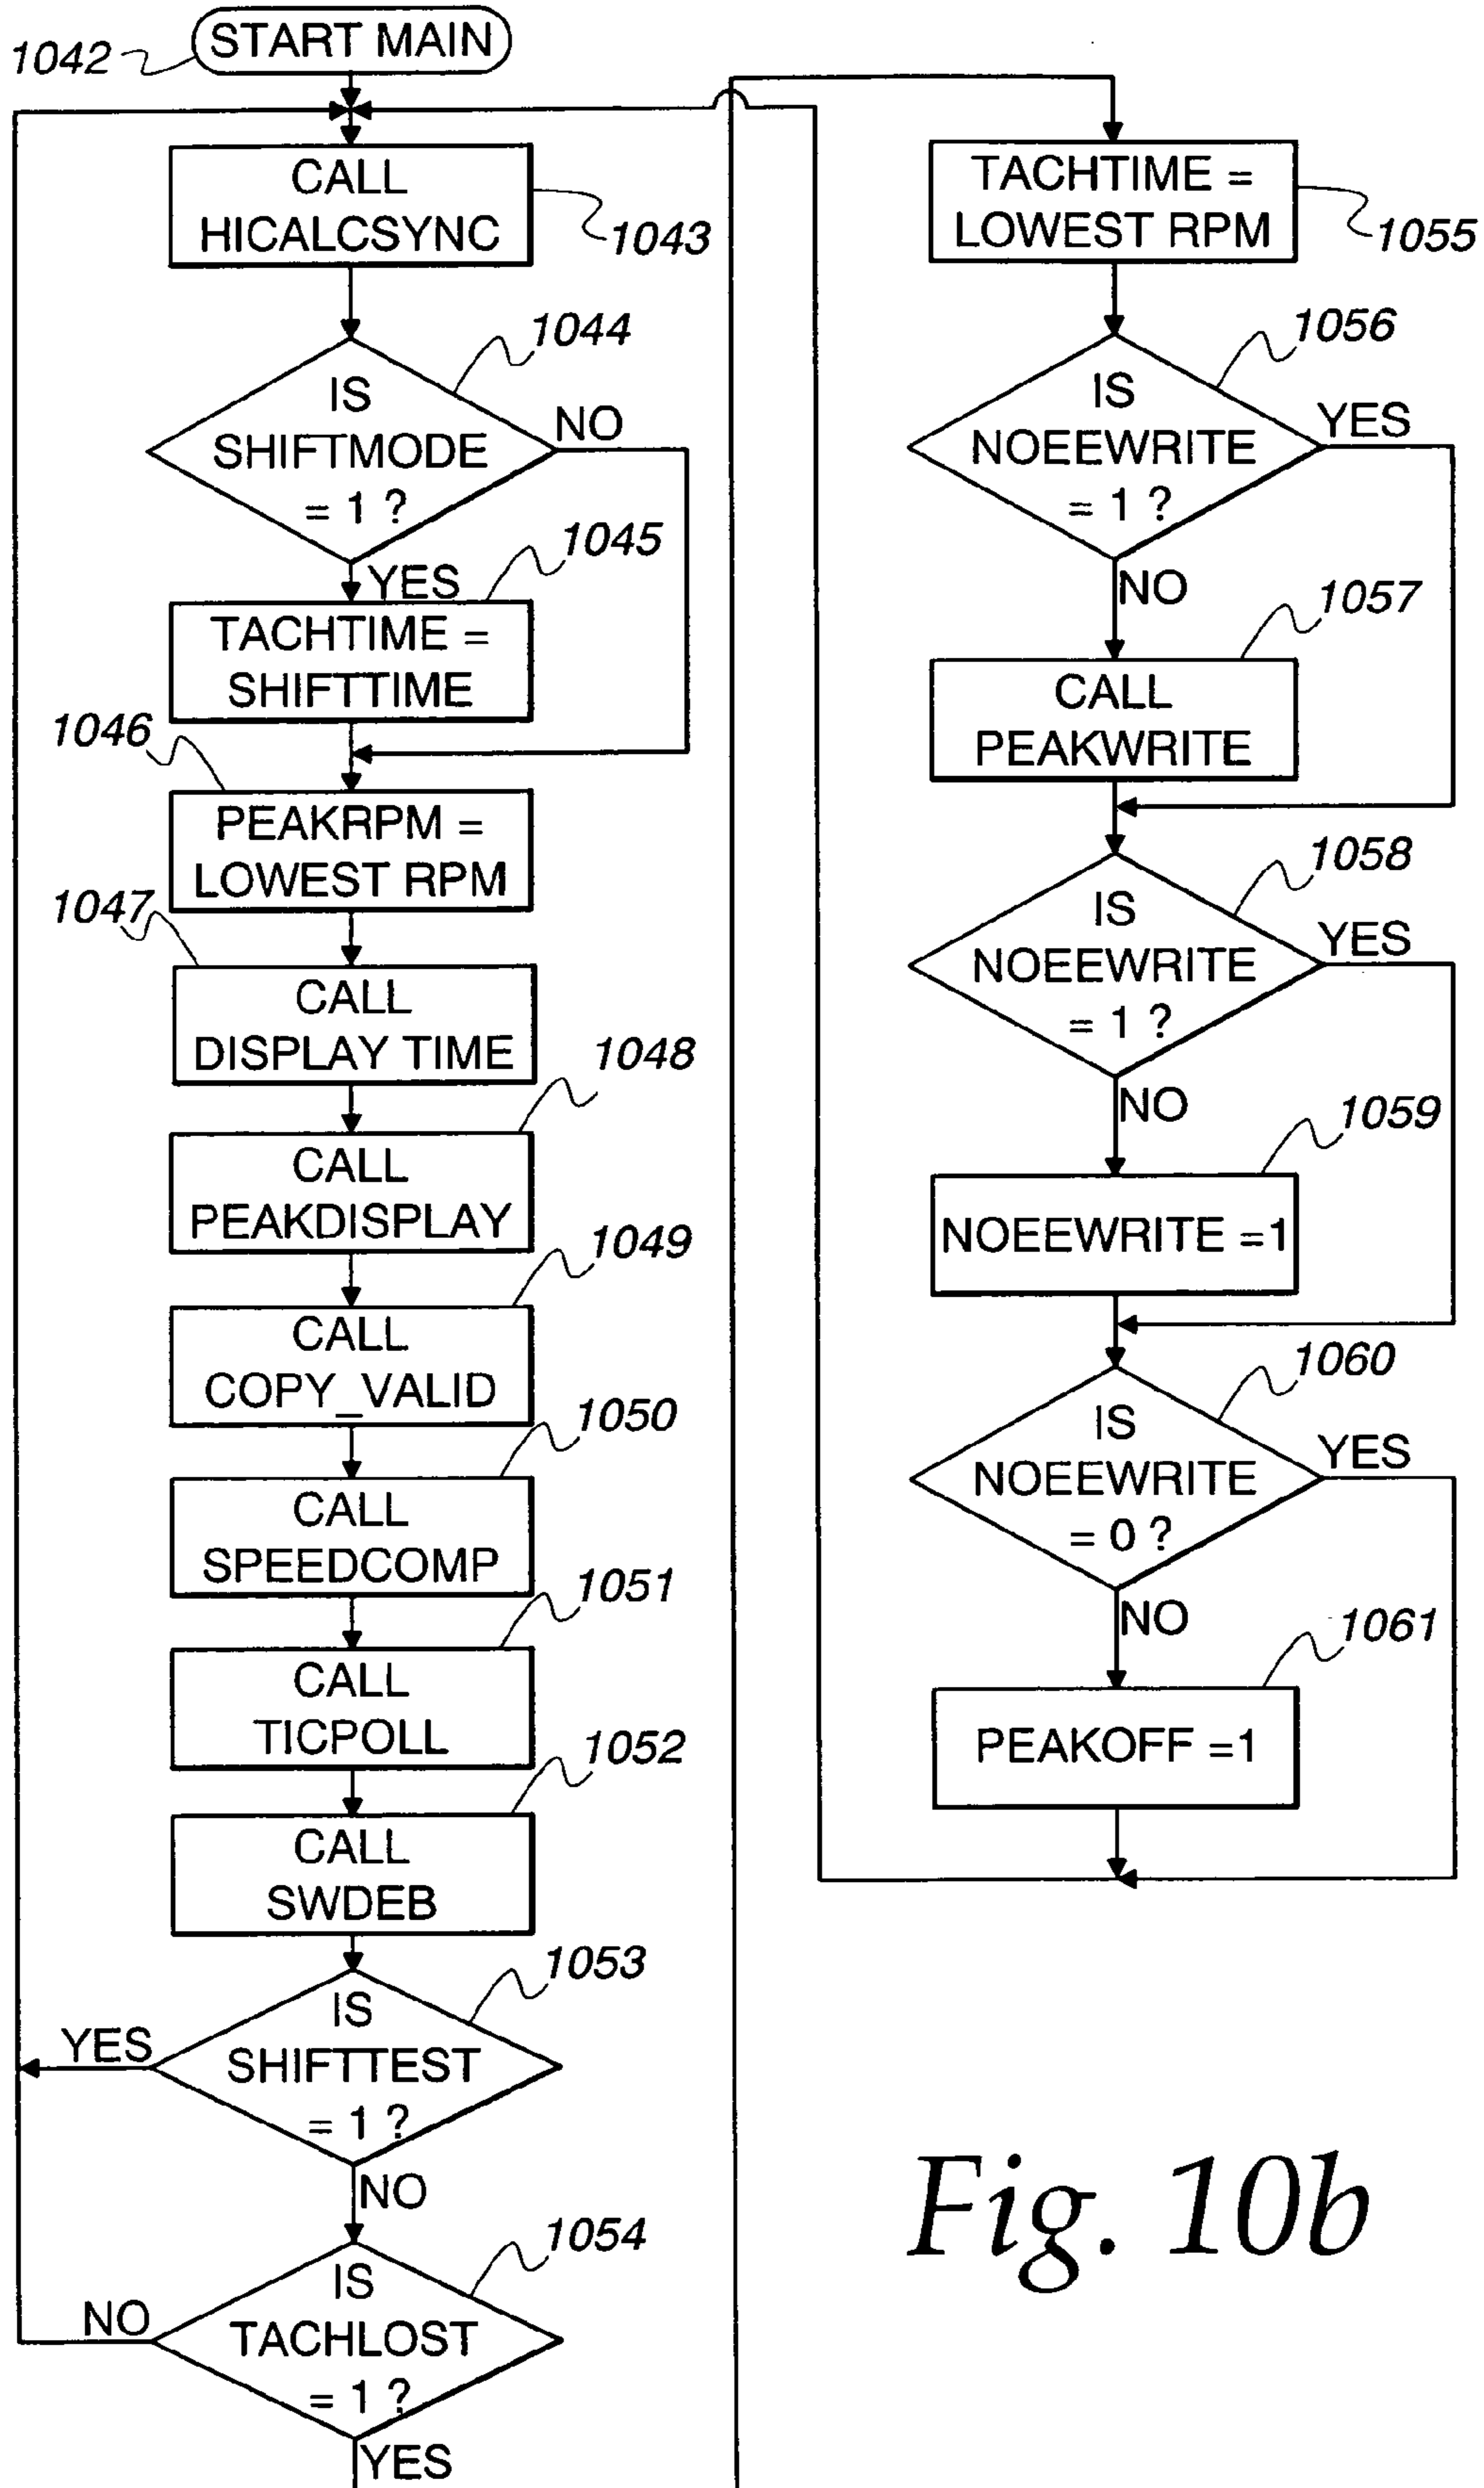 START MAIN
1042
CALL
HICALCSYNC
1043
1044
IS
SHIFTMODE
= 1 ?
NO
YES
1045
TACHTIME =
SHIFTTIME
1046
PEAKRPM =
LOWEST RPM
1047
CALL
DISPLAY TIME
1048
CALL
PEAKDISPLAY
1049
CALL
COPY_VALID
1050
CALL
SPEEDCOMP
1051
CALL
TICPOLL
1052
CALL
SWDEB
1053
IS
SHIFTTEST
= 1 ?
YES
NO
1054
IS
TACHLOST
= 1 ?
NO
YES
TACHTIME =
LOWEST RPM
1055
1056
IS
NOEEWRITE
= 1 ?
YES
NO
1057
CALL
PEAKWRITE
1058
IS
NOEEWRITE
= 1 ?
YES
NO
1059
NOEEWRITE =1
1060
IS
NOEEWRITE
= 0 ?
YES
NO
1061
PEAKOFF =1
Fig. 10b